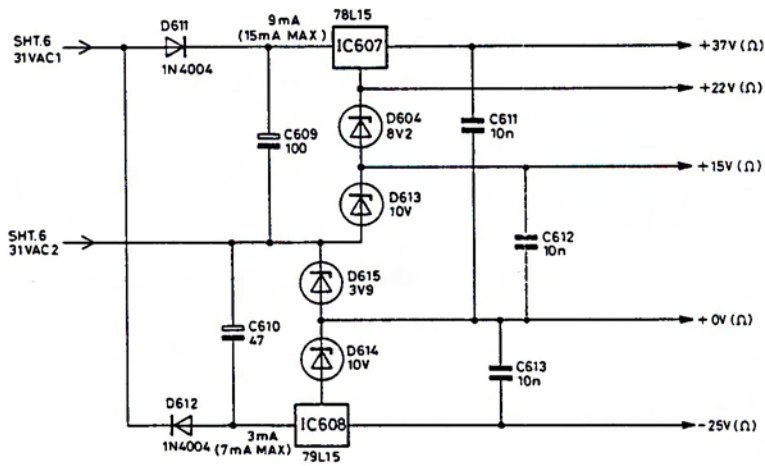 SHT.6
31VAC1
D611
1N4004
9mA
(15mA MAX)
78L15
IC607
+37V(Ω)
+22V(Ω)
C609
100
D604
8V2
C611
10n
+15V(Ω)
D613
10V
SHT.6
31VAC2
C612
10n
D615
3V9
C610
47
+0V(Ω)
D614
10V
C613
10n
D612
1N4004
3mA
(7mA MAX)
IC608
79L15
-25V(Ω)